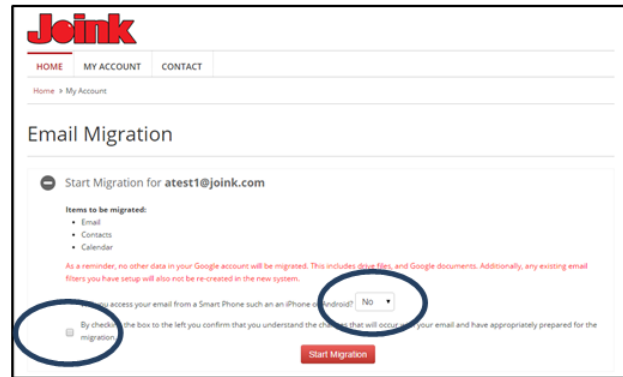 Joink
HOME MY ACCOUNT CONTACT
Home > My Account
Email Migration
Start Migration for atest1@joink.com
Items to be migrated:
• Email
• Contacts
• Calendar
As a reminder, no other data in your Google account will be migrated. This includes drive files, and Google documents. Additionally, any existing email
filters you have setup will also not be re-created in the new system.
you access your email from a Smart Phone such an an iPhone or Android? No
By checking the box to the left you confirm that you understand the changes that will occur your email and have appropriately prepared for the
migration.
Start Migration